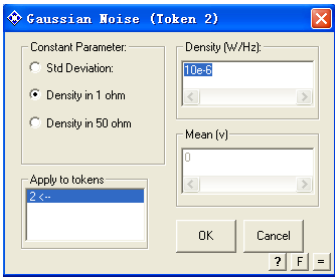 Gaussian Noise (Token 2)
Constant Parameter:
Std Deviation:
Density in 1 ohm
Density in 50 ohm
Density (W/Hz):
10e-6
Mean (v)
0
Apply to tokens
2 <--
OK
Cancel
? F =